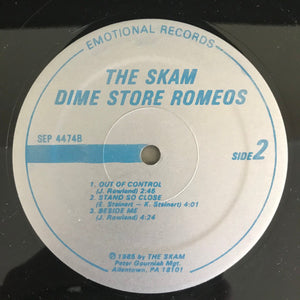 EMOTIONAL RECORDS
THE SKAM
DIME STORE ROMEOS
SEP 4474B
SIDE 2
1. OUT OF CONTROL
(J. Rowland) 2:45
2. STAND SO CLOSE
(E. Steinert - K. Steinert) 4:01
3. BESIDE ME
(J. Rowland) 4:24
℗ 1985 by THE SKAM
Peter Gourniak Mgt.
Allentown, PA 18101